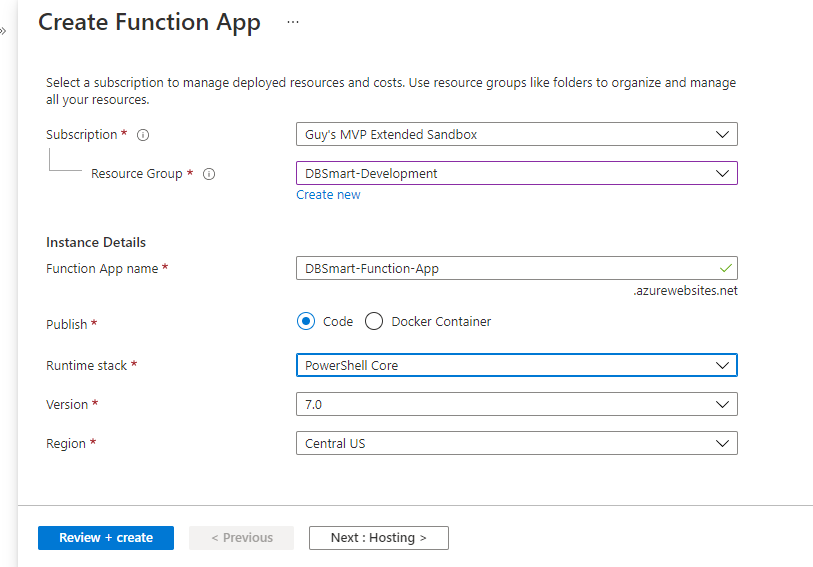 Create Function App ...
Select a subscription to manage deployed resources and costs. Use resource groups like folders to organize and manage
all your resources.
Subscription *
Guy's MVP Extended Sandbox
Resource Group *
DBSmart-Development
Create new
Instance Details
Function App name *
DBSmart-Function-App
.azurewebsites.net
Publish *
Code Docker Container
Runtime stack *
PowerShell Core
Version *
7.0
Region *
Central US
Review + create
< Previous
Next : Hosting >